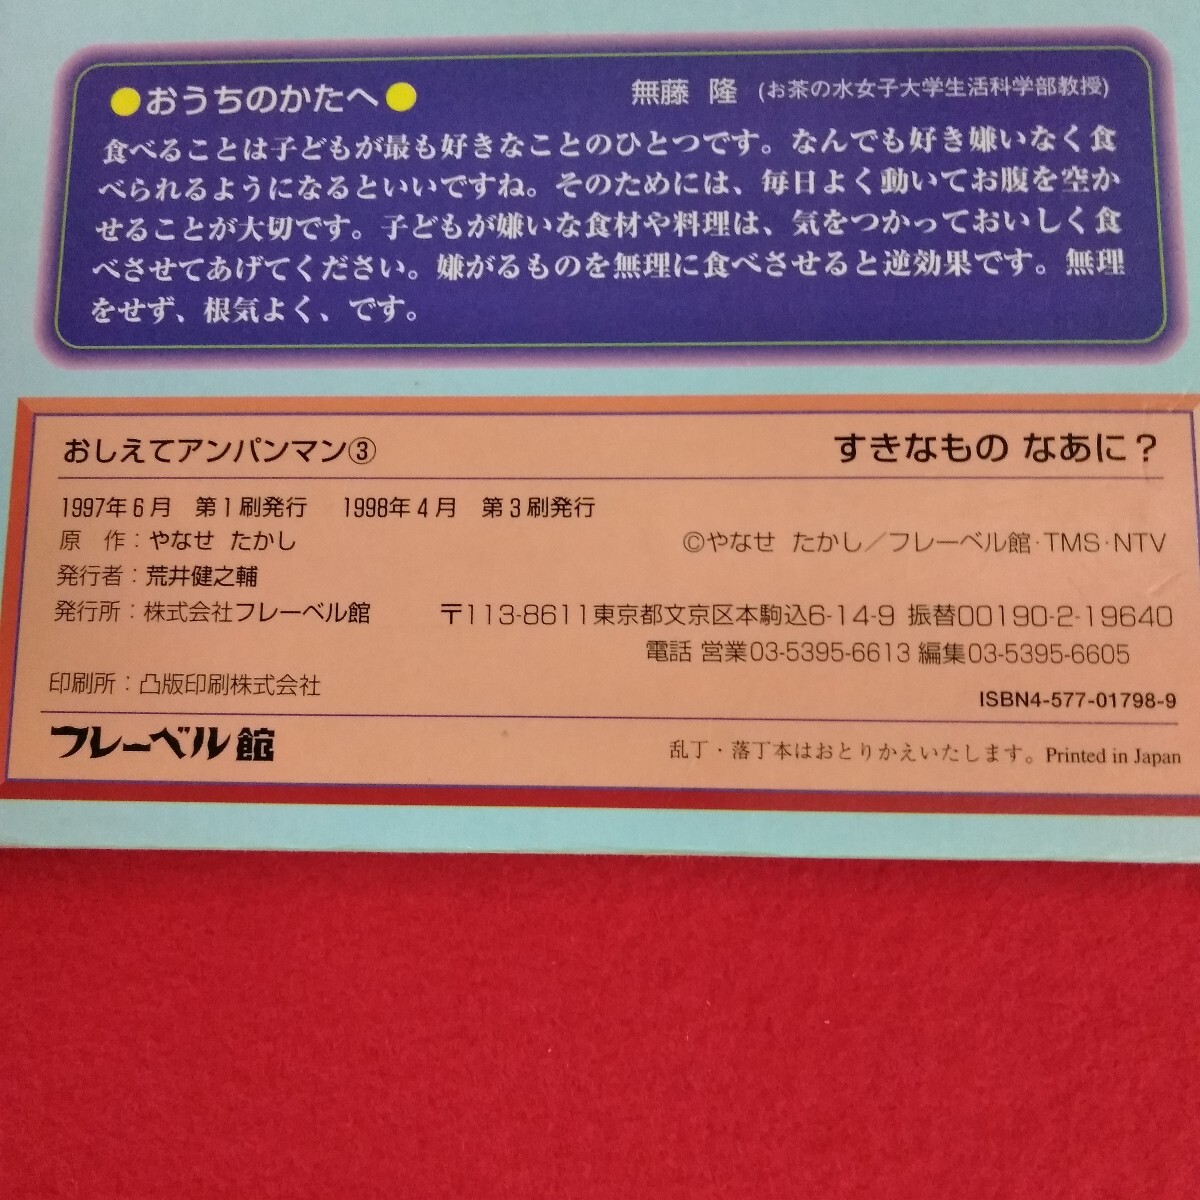 ●おうちのかたへ●
無藤 隆 (お茶の水女子大学生活科学部教授)
食べることは子どもが最も好きなことのひとつです。なんでも好き嫌いなく食
べられるようになるといいですね。そのためには、毎日よく動いてお腹を空か
せることが大切です。子どもが嫌いな食材や料理は、気をつかっておいしく食
べさせてあげてください。嫌がるものを無理に食べさせると逆効果です。無理
をせず、根気よく、です。
おしえてアンパンマン③
すきなもの なあに？
1997年6月 第1刷発行 1998年4月 第3刷発行
原 作：やなせ たかし
©やなせ たかし／フレーベル館・TMS・NTV
発行者：荒井健之輔
発行所：株式会社フレーベル館 〒113-8611東京都文京区本駒込6-14-9 振替00190-2-19640
電話 営業03-5395-6613 編集03-5395-6605
印刷所：凸版印刷株式会社
ISBN4-577-01798-9
フレーベル館
乱丁・落丁本はおとりかえいたします。Printed in Japan